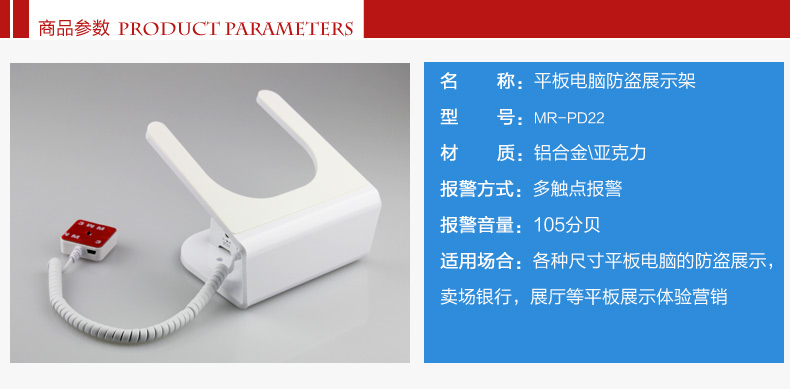 商品参数 PRODUCT PARAMETERS
名 称：平板电脑防盗展示架
型 号：MR-PD22
材 质：铝合金\亚克力
报警方式：多触点报警
报警音量：105分贝
适用场合：各种尺寸平板电脑的防盗展示，
卖场银行，展厅等平板展示体验营销